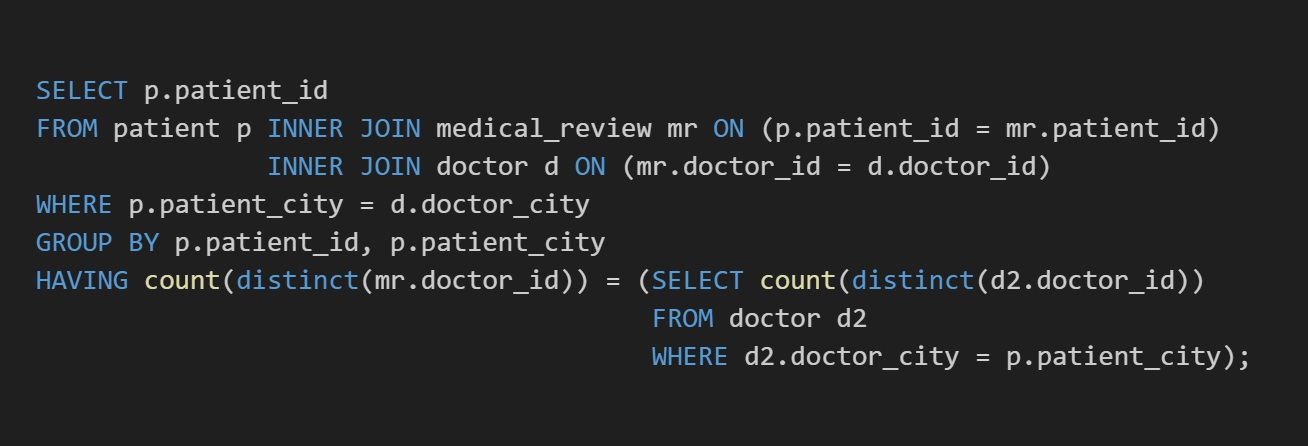 SELECT p.patient_id
FROM patient p INNER JOIN medical_review mr ON (p.patient_id = mr.patient_id)
INNER JOIN doctor d ON (mr.doctor_id = d.doctor_id)
WHERE p.patient_city = d.doctor_city
GROUP BY p.patient_id, p.patient_city
HAVING count(distinct(mr.doctor_id)) = (SELECT count(distinct(d2.doctor_id))
FROM doctor d2
WHERE d2.doctor_city = p.patient_city);